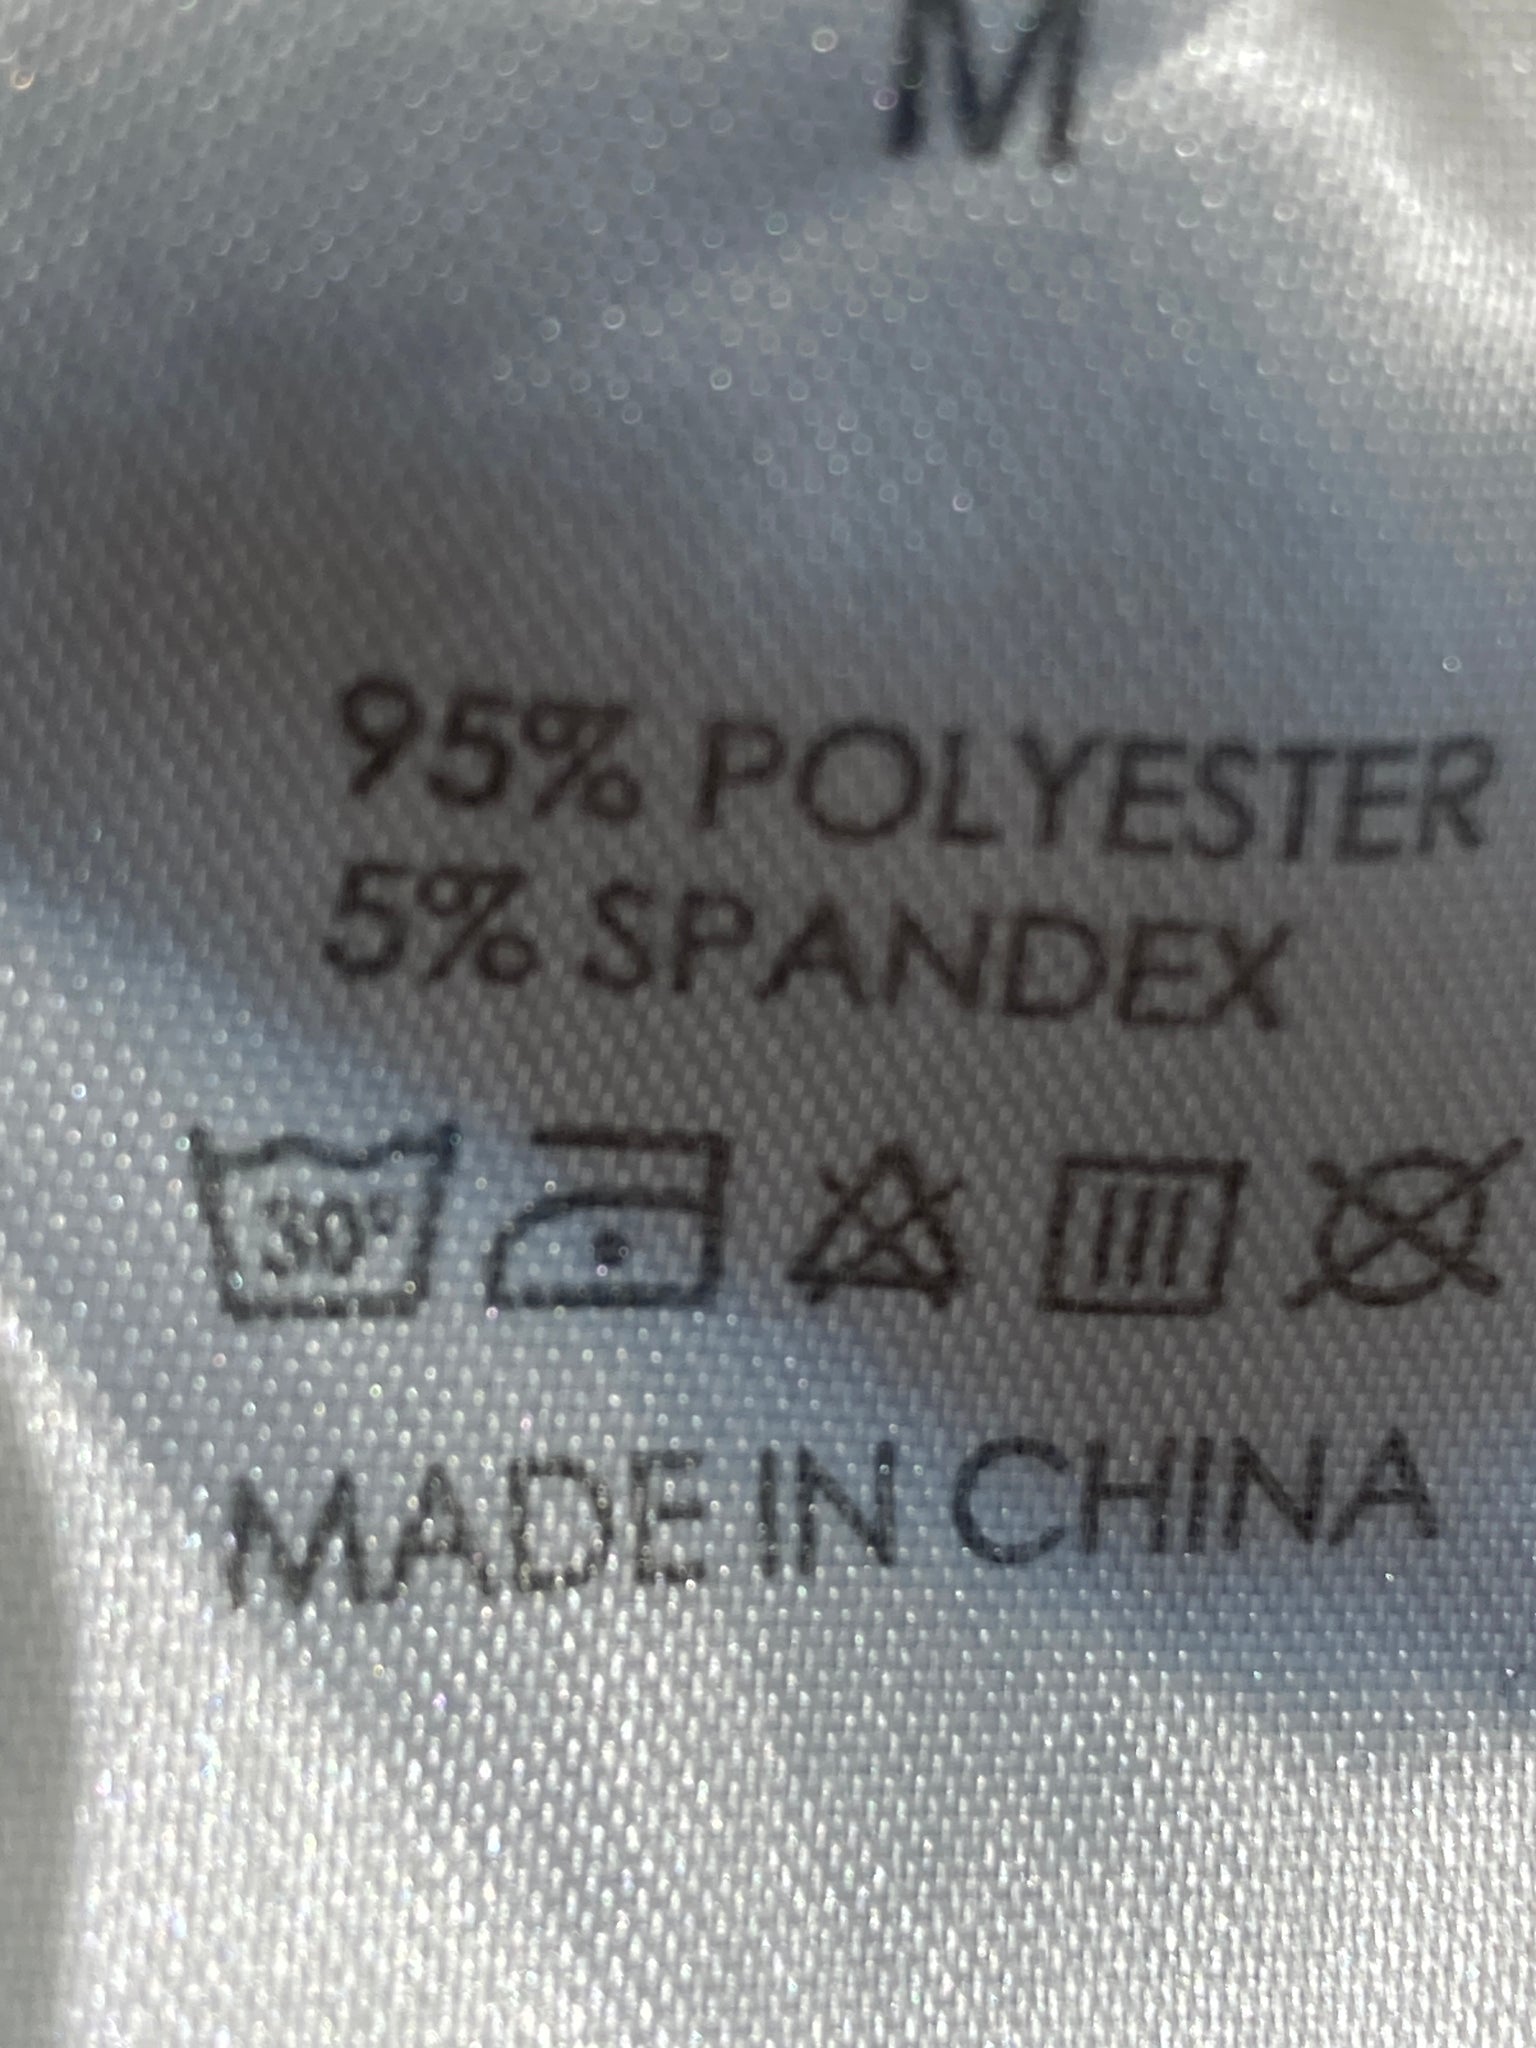 M
95% POLYESTER
5% SPANDEX
30°
MADE IN CHINA